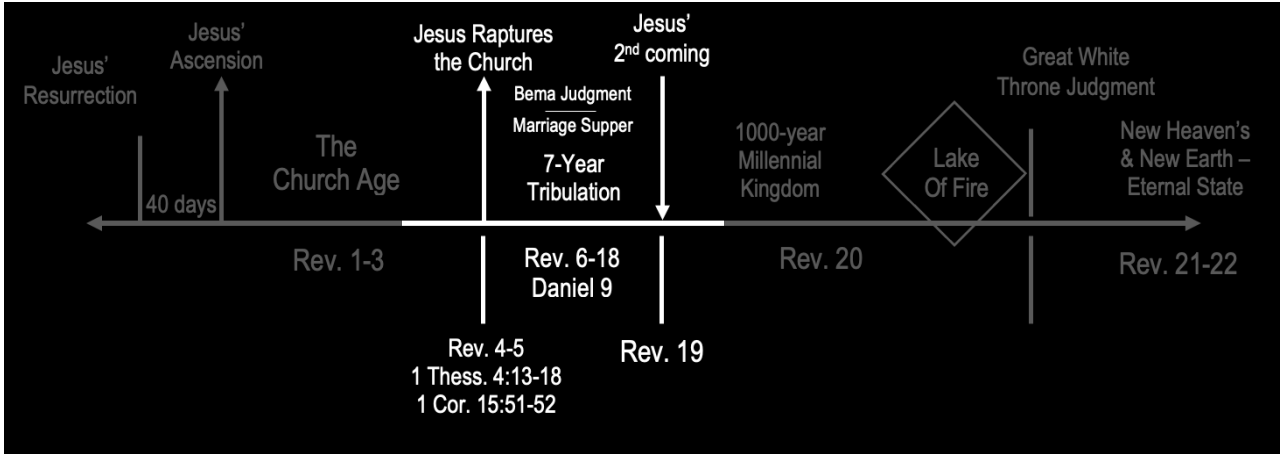 Jesus’
Resurrection
Jesus’
Ascension
40 days
The
Church Age
Rev. 1-3
Jesus Raptures
the Church
Rev. 4-5
1 Thess. 4:13-18
1 Cor. 15:51-52
Bema Judgment
Marriage Supper
7-Year
Tribulation
Rev. 6-18
Daniel 9
Jesus’
2nd coming
Rev. 19
1000-year
Millennial
Kingdom
Rev. 20
Lake
Of Fire
Great White
Throne Judgment
New Heaven’s
& New Earth –
Eternal State
Rev. 21-22